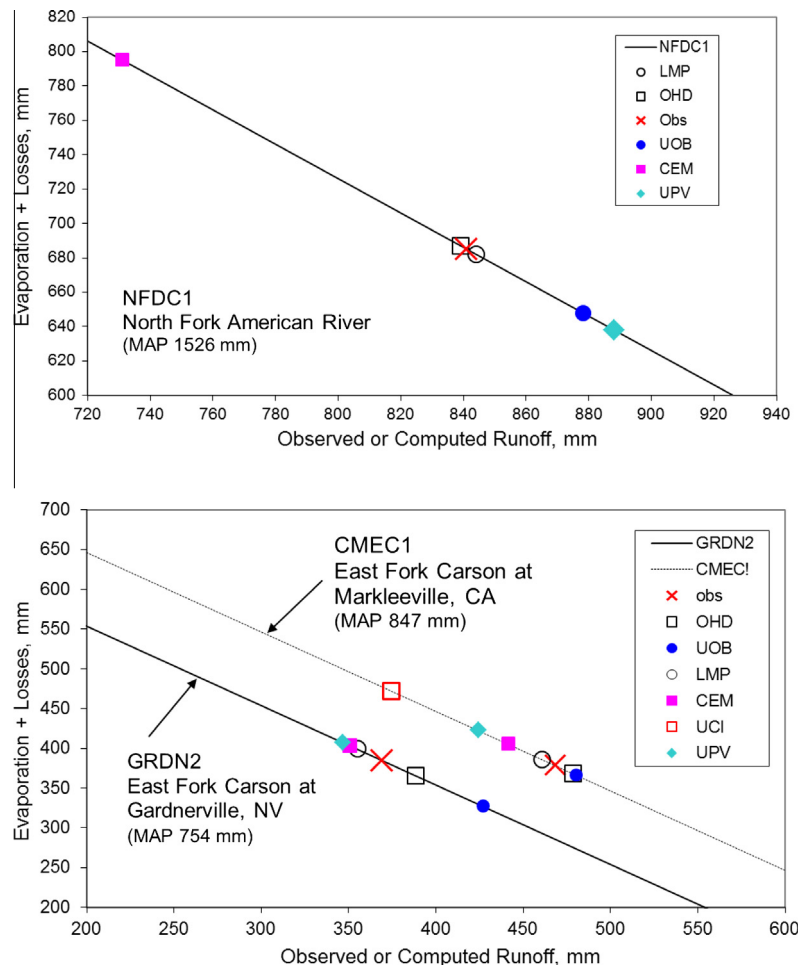 820
800
780
760
740
720
700
680
660
640
620
600
Evaporation + Losses, mm
NFDC1
LMP
OHD
Obs
UOB
CEM
UPV
NFDC1
North Fork American River
(MAP 1526 mm)
720 740 760 780 800 820 840 860 880 900 920 940
Observed or Computed Runoff, mm
700
650
600
550
500
450
400
350
300
250
200
Evaporation + Losses, mm
CMEC1
East Fork Carson at
Markleeville, CA
(MAP 847 mm)
GRDN2
CMEC!
obs
OHD
UOB
LMP
CEM
UCI
UPV
GRDN2
East Fork Carson at
Gardnerville, NV
(MAP 754 mm)
200 250 300 350 400 450 500 550 600
Observed or Computed Runoff, mm